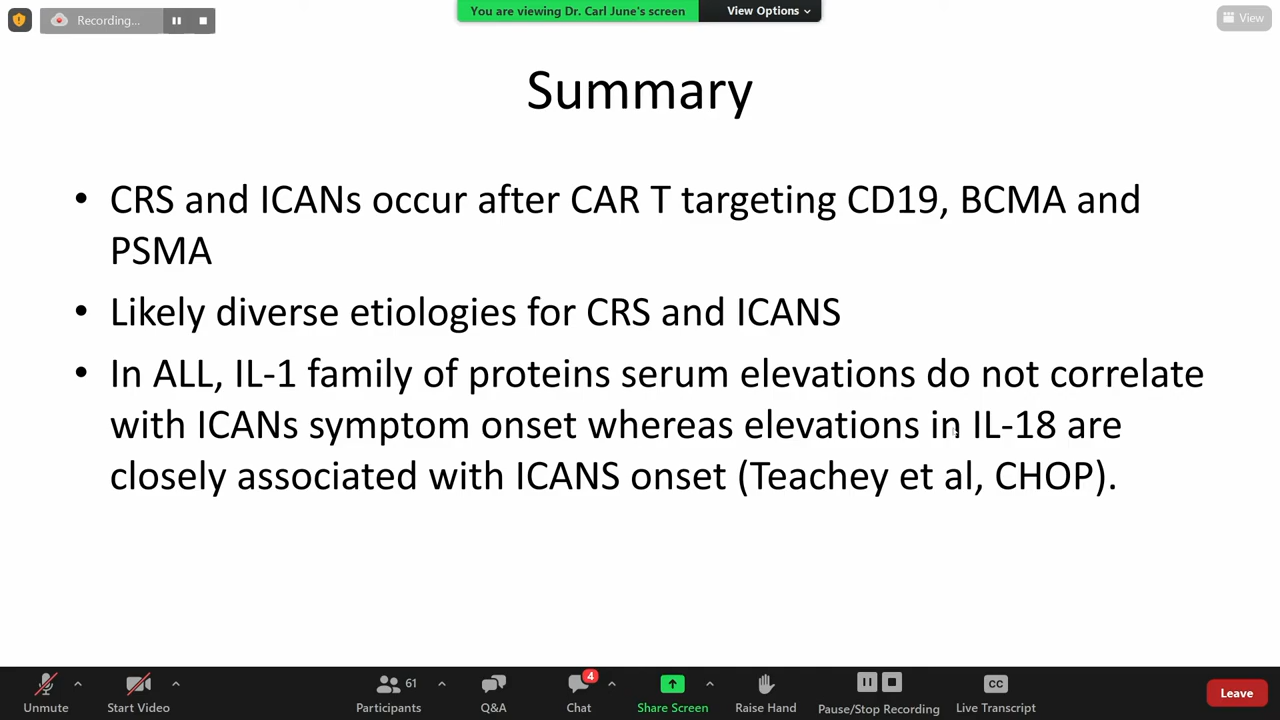 Recording...
You are viewing Dr. Carl June's screen
View Options
View
Summary
• CRS and ICANs occur after CAR T targeting CD19, BCMA and
PSMA
• Likely diverse etiologies for CRS and ICANS
• In ALL, IL-1 family of proteins serum elevations do not correlate
with ICANs symptom onset whereas elevations in IL-18 are
closely associated with ICANS onset (Teachey et al, CHOP).
Unmute
Start Video
61
Participants
Q&A
4
Chat
Share Screen
Raise Hand
Pause/Stop Recording
CC
Live Transcript
Leave